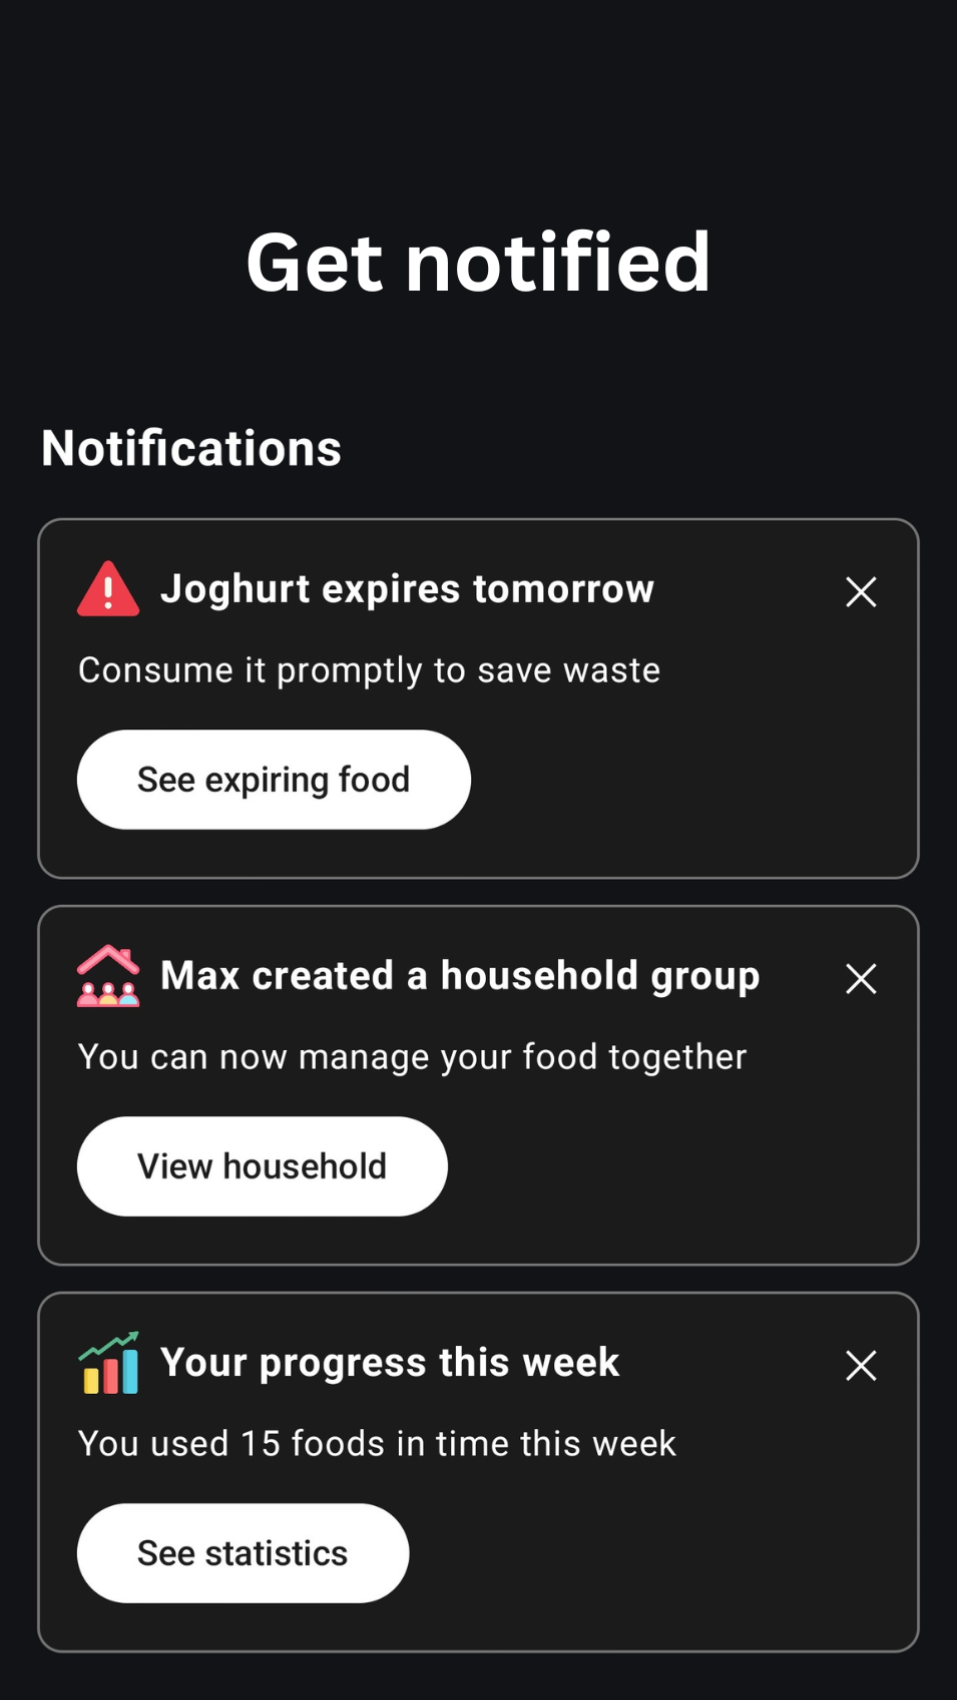 Get notified
Notifications
Joghurt expires tomorrow
Consume it promptly to save waste
See expiring food
Max created a household group
You can now manage your food together
View household
Your progress this week
You used 15 foods in time this week
See statistics